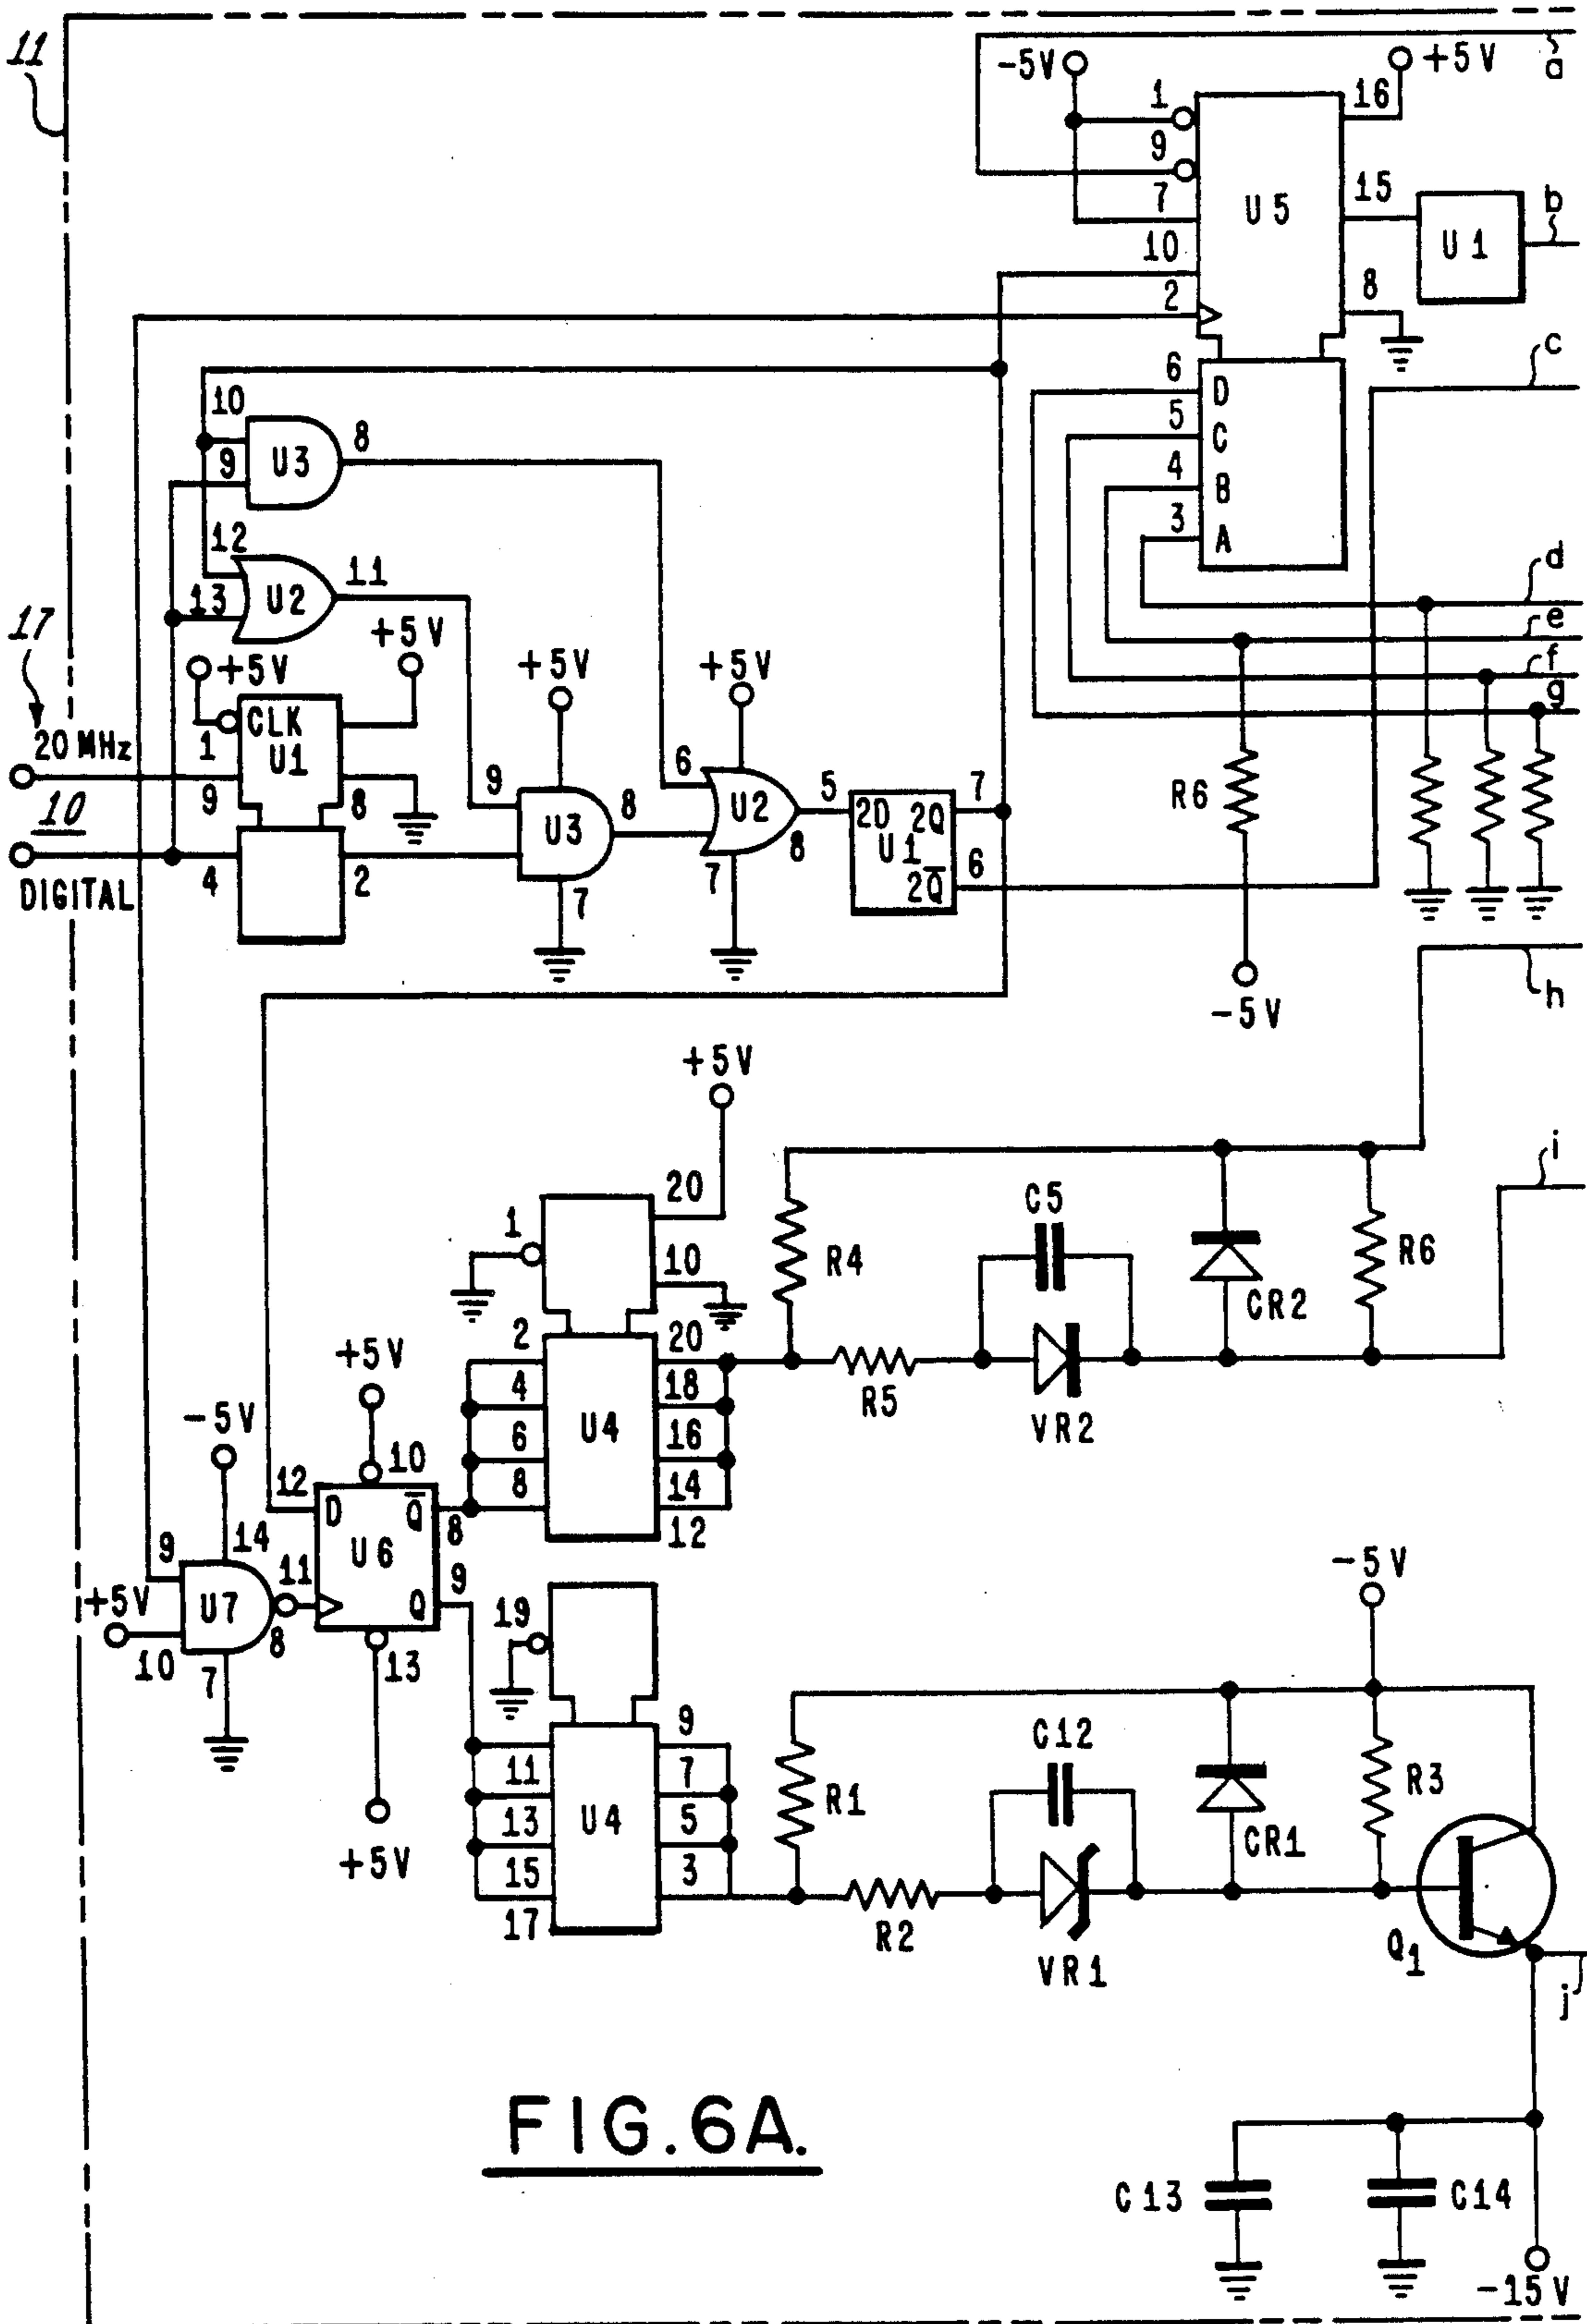 11
-5V
+5V
a
1
16
9
7
U5
15
b
U1
10
2
8
c
6
D
5
C
4
B
3
A
10
9
U3
8
12
13
U2
11
d
e
f
g
17
+5V
+5V
+5V
+5V
CLK
1
U1
20 MHz
9
8
10
DIGITAL
4
2
9
U3
8
7
6
U2
5
8
7
2D
2Q
7
U1
2Q̅
6
R6
-5V
h
+5V
20
1
10
i
C5
R4
CR2
R6
2
20
4
18
6
U4
16
8
14
12
R5
VR2
+5V
-5V
10
12
D
Q̅
8
14
U6
9
11
9
U7
Q
+5V
8
10
13
7
+5V
19
-5V
9
11
7
13
U4
5
15
3
17
C12
R1
CR1
R3
R2
VR1
Q1
j
FIG.6A.
C13
C14
-15V